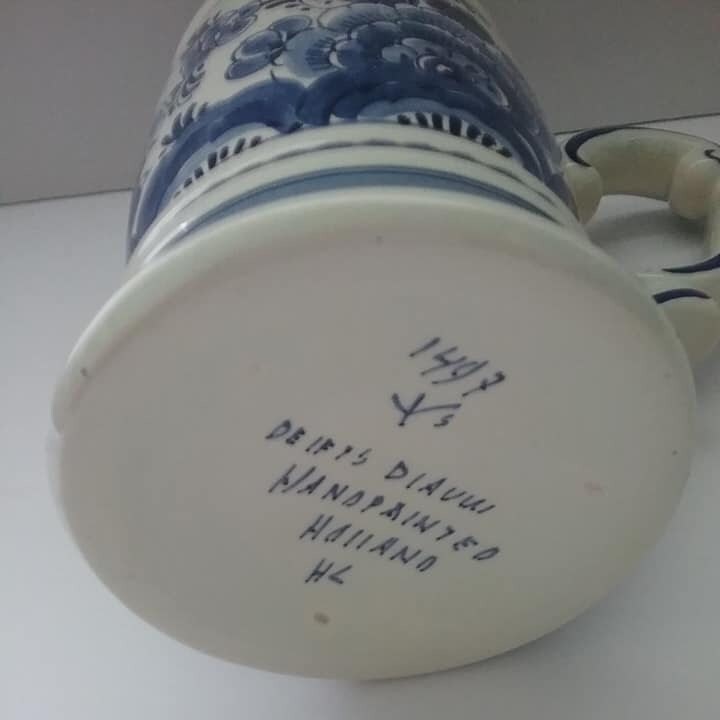 1497
S
DElFTS BlAUW
HANDPAINTED
HOllAND
HL